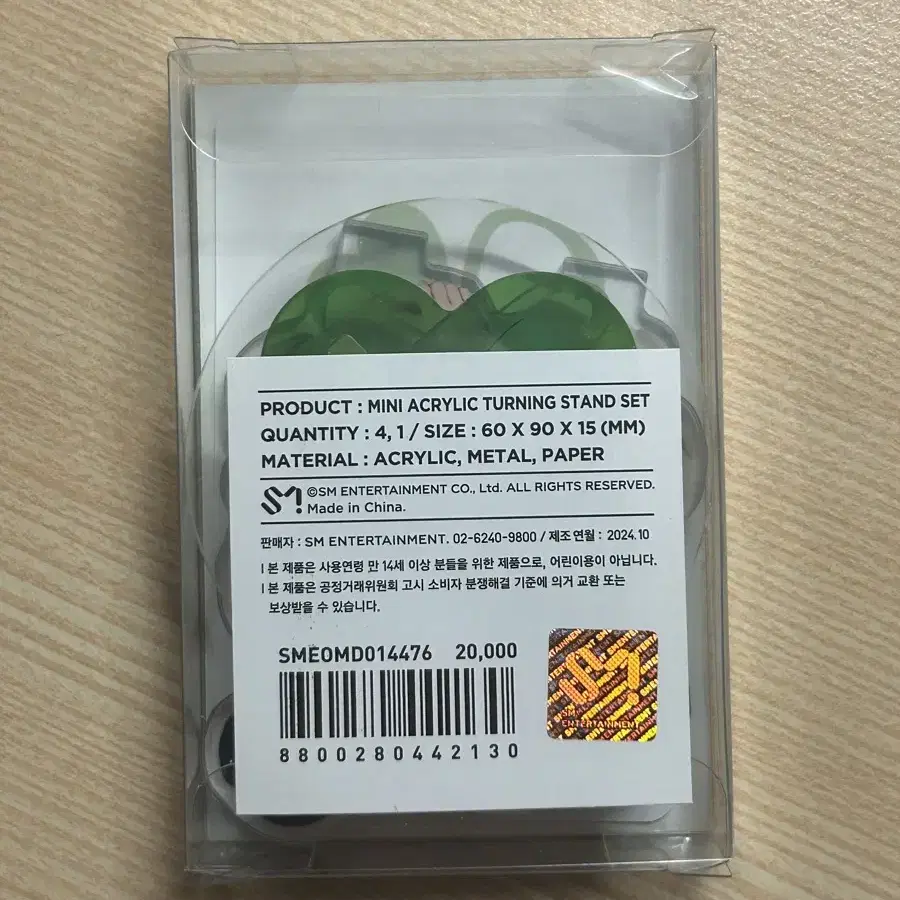 PRODUCT : MINI ACRYLIC TURNING STAND SET
QUANTITY : 4, 1 / SIZE : 60 X 90 X 15 (MM)
MATERIAL : ACRYLIC, METAL, PAPER
SM ©SM ENTERTAINMENT CO., Ltd. ALL RIGHTS RESERVED.
Made in China.
판매자 : SM ENTERTAINMENT. 02-6240-9800 / 제조연월 : 2024.10
| 본 제품은 사용연령 만 14세 이상 분들을 위한 제품으로, 어린이용이 아닙니다.
| 본 제품은 공정거래위원회 고시 소비자 분쟁해결 기준에 의거 교환 또는
보상받을 수 있습니다.
SMEOMD014476 20,000
8800280442130
SM
ENTERTAINMENT